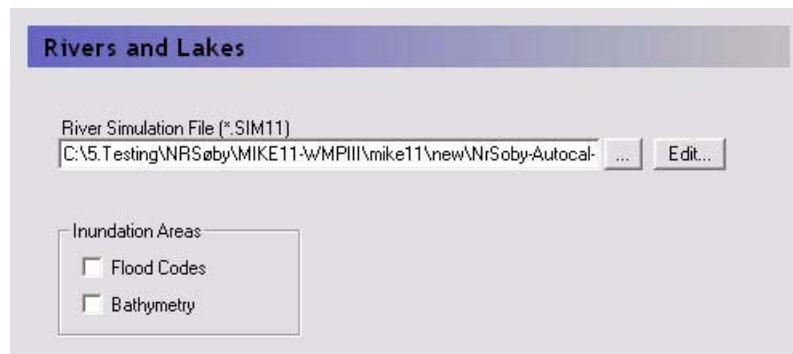 Rivers and Lakes
River Simulation File (*.SIM11)
C:\5.Testing\NRSøby\MIKE11-WMPIII\mike11\new\NrSoby-Autocal- ... Edit...
Inundation Areas
Flood Codes
Bathymetry